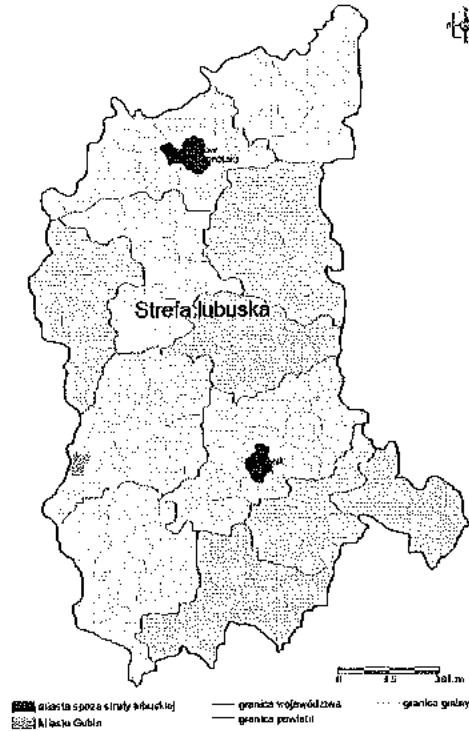 Strefa lubuska
miasta spoza strefy lubuskiej
granica województwa
granica gminy
Miasto Gubin
granica powiatu